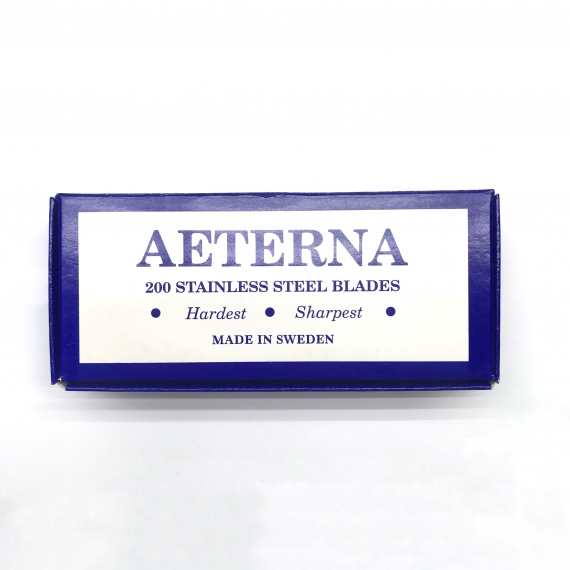 AETERNA
200 STAINLESS STEEL BLADES
• Hardest • Sharpest •
MADE IN SWEDEN